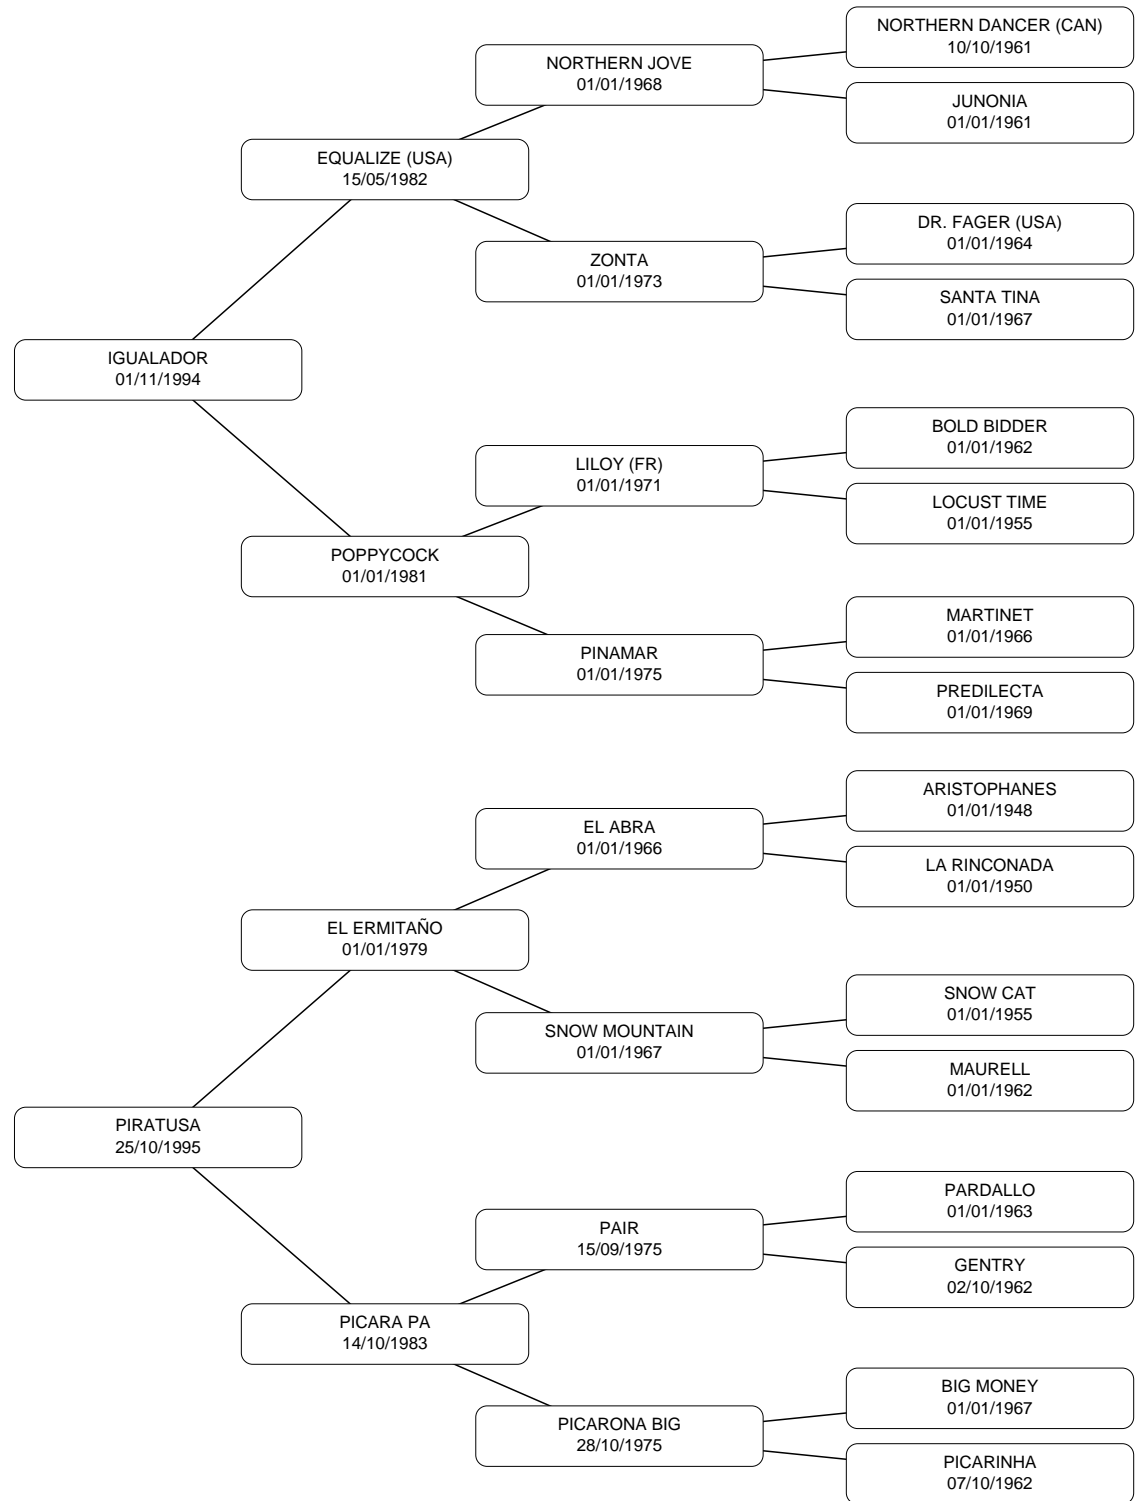 NORTHERN DANCER (CAN)
10/10/1961
NORTHERN JOVE
01/01/1968
JUNONIA
01/01/1961
EQUALIZE (USA)
15/05/1982
DR. FAGER (USA)
01/01/1964
ZONTA
01/01/1973
SANTA TINA
01/01/1967
IGUALADOR
01/11/1994
BOLD BIDDER
01/01/1962
LILOY (FR)
01/01/1971
LOCUST TIME
01/01/1955
POPPYCOCK
01/01/1981
MARTINET
01/01/1966
PINAMAR
01/01/1975
PREDILECTA
01/01/1969
ARISTOPHANES
01/01/1948
EL ABRA
01/01/1966
LA RINCONADA
01/01/1950
EL ERMITAÑO
01/01/1979
SNOW CAT
01/01/1955
SNOW MOUNTAIN
01/01/1967
MAURELL
01/01/1962
PIRATUSA
25/10/1995
PARDALLO
01/01/1963
PAIR
15/09/1975
GENTRY
02/10/1962
PICARA PA
14/10/1983
BIG MONEY
01/01/1967
PICARONA BIG
28/10/1975
PICARINHA
07/10/1962